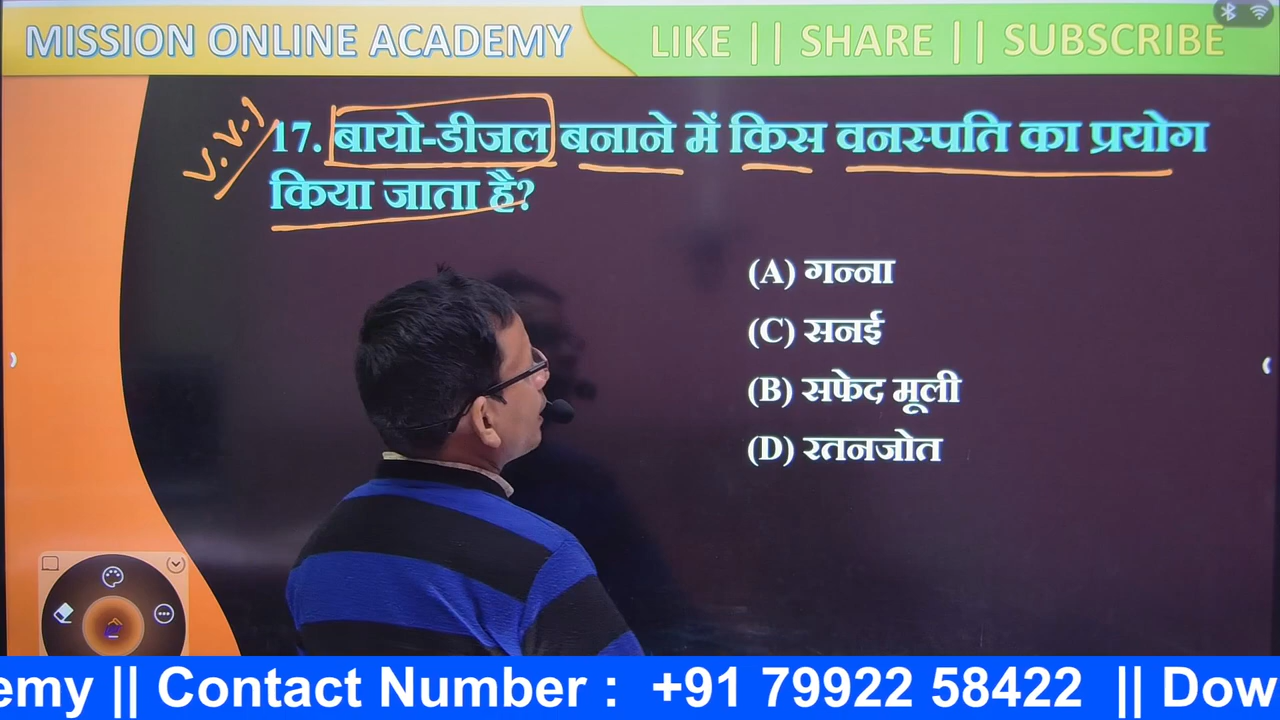 MISSION ONLINE ACADEMY
LIKE || SHARE || SUBSCRIBE
V.V-1
17. बायो-डीजल बनाने में किस वनस्पति का प्रयोग
किया जाता है?
(A) गन्ना
(C) सनई
(B) सफेद मूली
(D) रतनजोत
emy || Contact Number : +91 79922 58422 || Dow